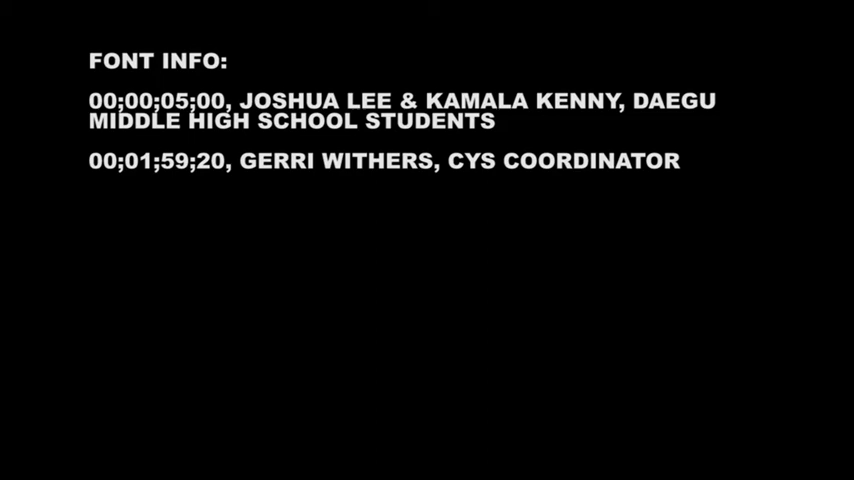 FONT INFO:
00;00;05;00, JOSHUA LEE & KAMALA KENNY, DAEGU
MIDDLE HIGH SCHOOL STUDENTS
00;01;59;20, GERRI WITHERS, CYS COORDINATOR